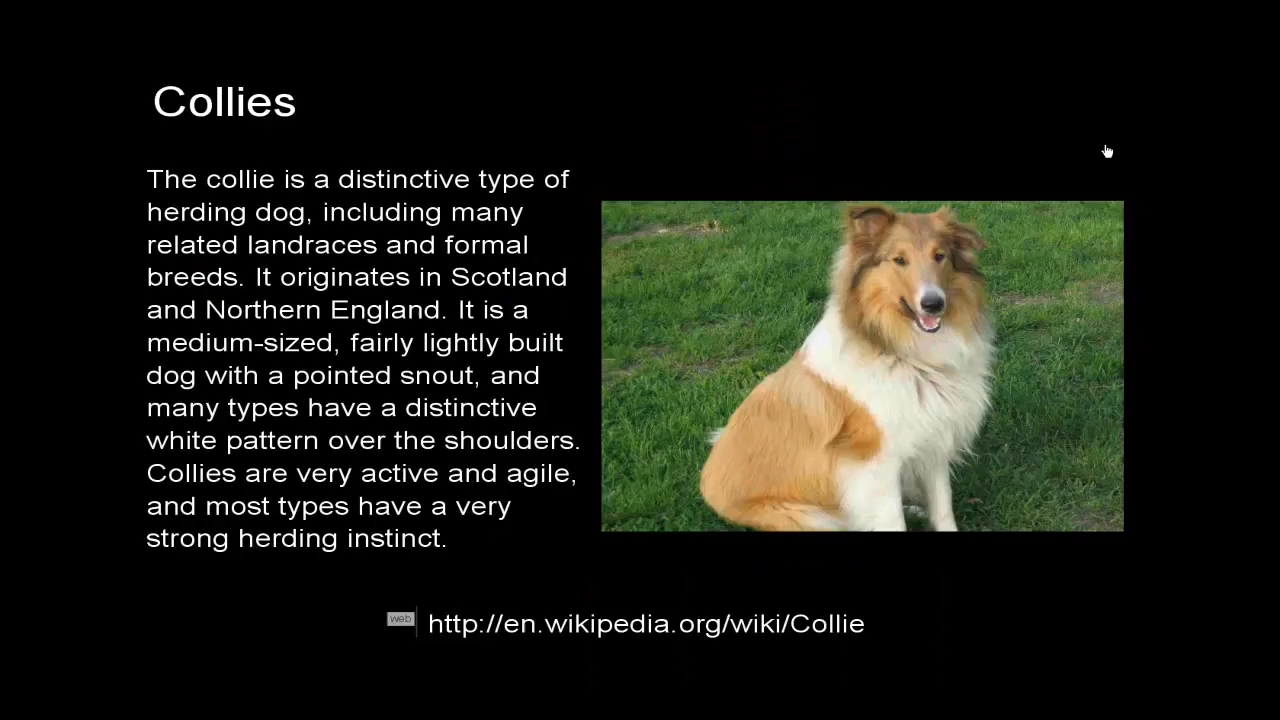 Collies
The collie is a distinctive type of
herding dog, including many
related landraces and formal
breeds. It originates in Scotland
and Northern England. It is a
medium-sized, fairly lightly built
dog with a pointed snout, and
many types have a distinctive
white pattern over the shoulders.
Collies are very active and agile,
and most types have a very
strong herding instinct.
web http://en.wikipedia.org/wiki/Collie